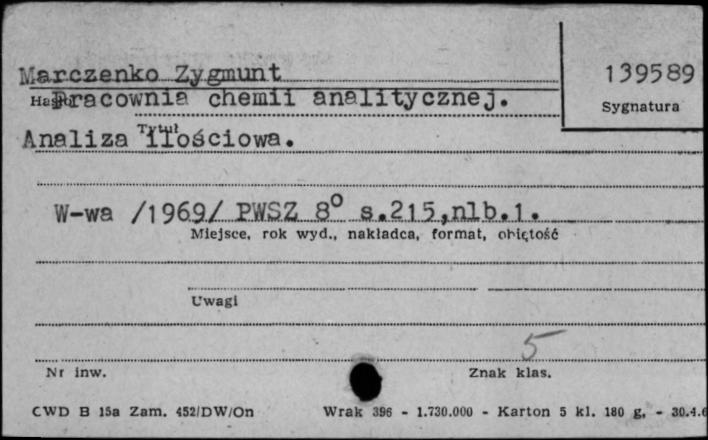 139589
Sygnatura
Marczenko Zygmunt
Hasło
Pracownia chemii analitycznej.
Tytuł
Analiza ilościowa.
W-wa /1969/ PWSZ 8° s.215,nlb.1.
Miejsce, rok wyd., nakładca, format, objętość
Uwagi
5
Nr inw.
Znak klas.
CWD B 15a Zam. 452/DW/On
Wrak 396 - 1.730.000 - Karton 5 kl. 180 g. - 30.4.6